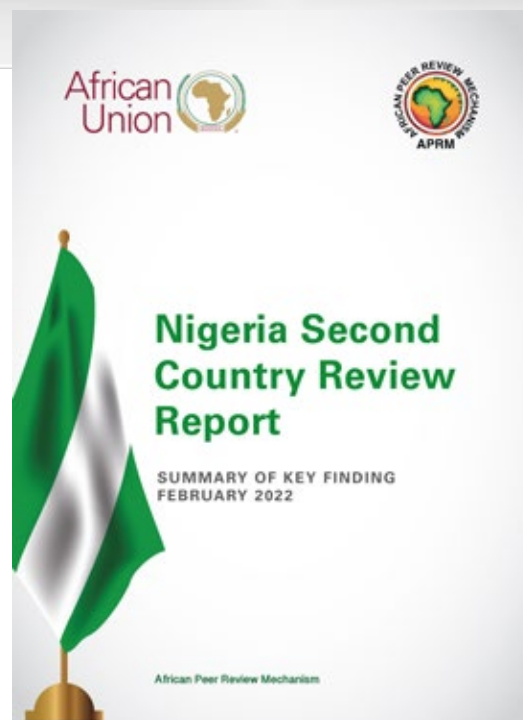 African
Union
AFRICAN PEER REVIEW MECHANISM
APRM
Nigeria Second
Country Review
Report
SUMMARY OF KEY FINDING
FEBRUARY 2022
African Peer Review Mechanism